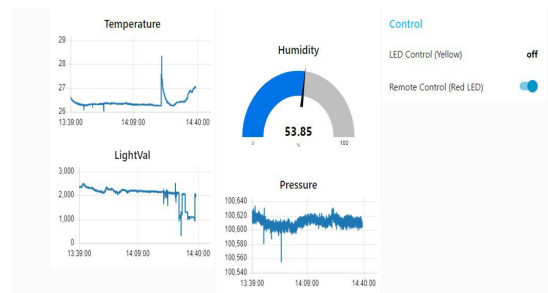 Temperature
29
28
27
26
13:39:00 14:09:00 14:40:00
LightVal
3,000
2,000
1,000
0
13:39:00 14:09:00 14:40:00
Humidity
53.85
0 % 100
Pressure
100.640
100.620
100.600
100.580
100.560
100.540
13:39:00 14:09:00 14:40:00
Control
LED Control (Yellow) off
Remote Control (Red LED)